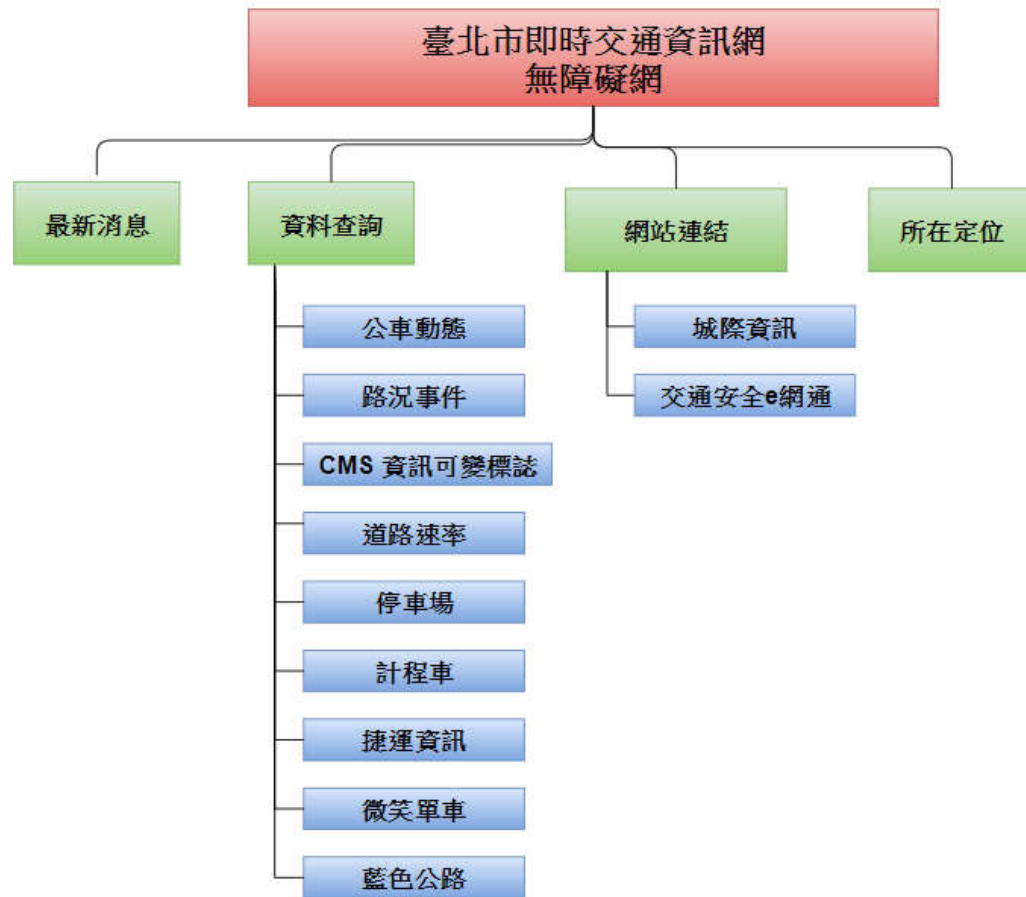 臺北市即時交通資訊網
無障礙網
最新消息
資料查詢
網站連結
所在定位
公車動態
路況事件
CMS 資訊可變標誌
道路速率
停車場
計程車
捷運資訊
微笑單車
藍色公路
城際資訊
交通安全e網通